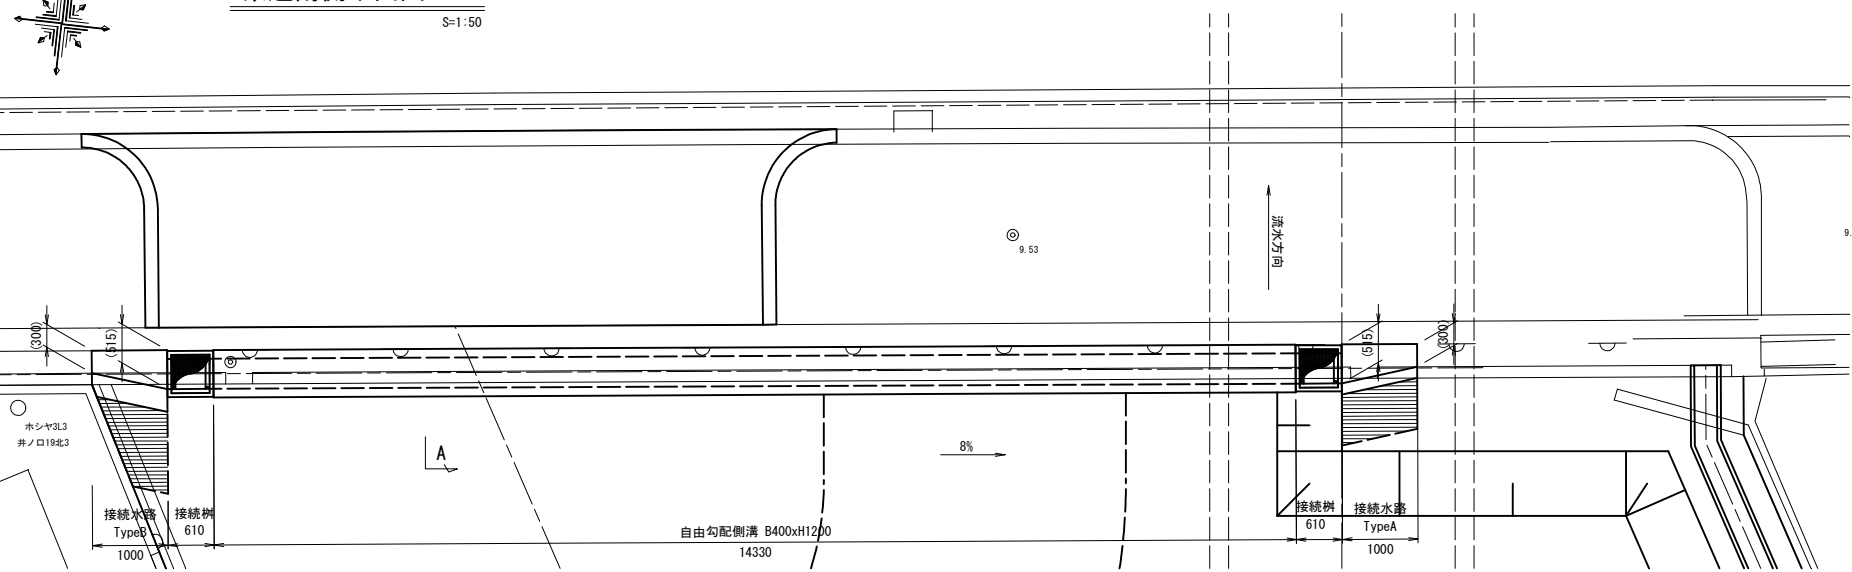 S=1:50
流水方向
9.53
9.
(300)
(515)
(515)
(300)
ホシヤ3L3
井ノ口19北3
A
8%
接続水路
TypeB
1000
接続桝
610
自由勾配側溝 B400xH1200
14330
接続桝
610
接続水路
TypeA
1000